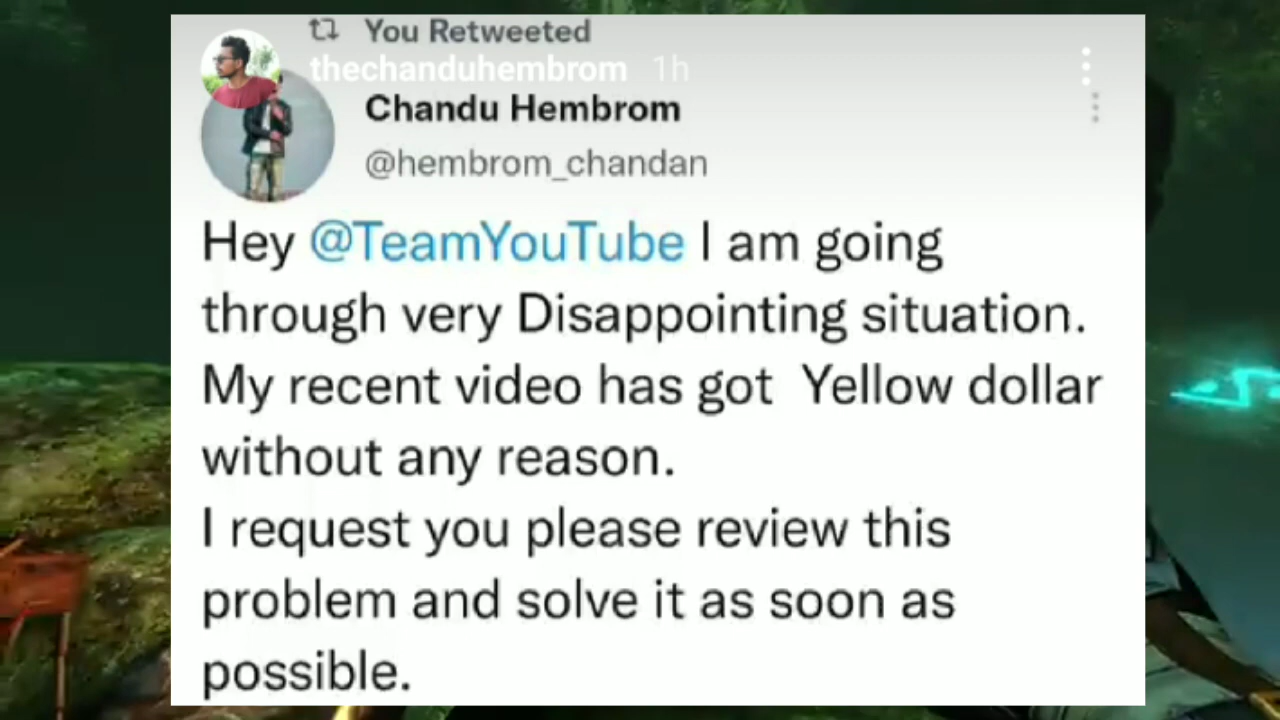 You Retweeted
thechanduhembrom 1h
Chandu Hembrom
@hembrom_chandan
Hey @TeamYouTube I am going
through very Disappointing situation.
My recent video has got Yellow dollar
without any reason.
I request you please review this
problem and solve it as soon as
possible.